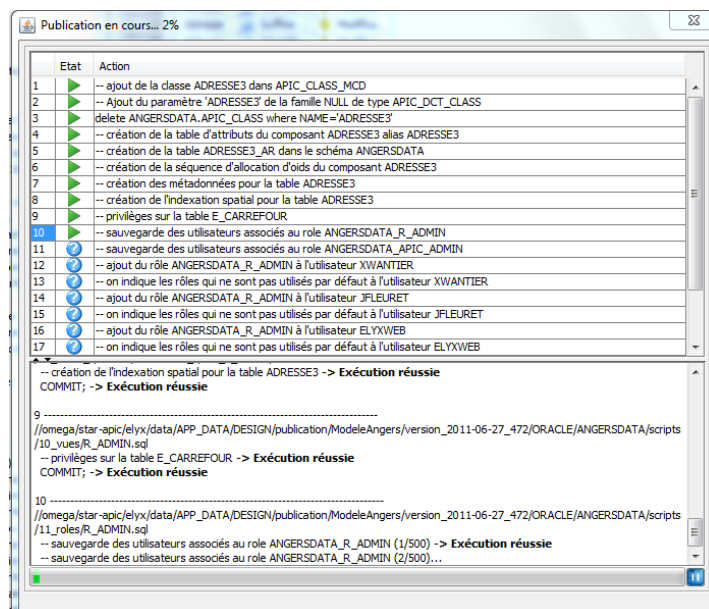 Publication en cours... 2%
Etat Action
1 -- ajout de la classe ADRESSE3 dans APIC_CLASS_MCD
2 -- Ajout du paramètre 'ADRESSE3' de la famille NULL de type APIC_DCT_CLASS
3 delete ANGERSDATA.APIC_CLASS where NAME='ADRESSE3'
4 -- création de la table d'attributs du composant ADRESSE3 alias ADRESSE3
5 -- création de la table ADRESSE3_AR dans le schéma ANGERSDATA
6 -- création de la séquence d'allocation d'oids du composant ADRESSE3
7 -- création des métadonnées pour la table ADRESSE3
8 -- création de l'indexation spatial pour la table ADRESSE3
9 -- privilèges sur la table E_CARREFOUR
10 -- sauvegarde des utilisateurs associés au role ANGERSDATA_R_ADMIN
11 -- sauvegarde des utilisateurs associés au role ANGERSDATA_APIC_ADMIN
12 -- ajout du rôle ANGERSDATA_R_ADMIN à l'utilisateur XWANTIER
13 -- on indique les rôles qui ne sont pas utilisés par défaut à l'utilisateur XWANTIER
14 -- ajout du rôle ANGERSDATA_R_ADMIN à l'utilisateur JFLEURET
15 -- on indique les rôles qui ne sont pas utilisés par défaut à l'utilisateur JFLEURET
16 -- ajout du rôle ANGERSDATA_R_ADMIN à l'utilisateur ELYXWEB
17 -- on indique les rôles qui ne sont pas utilisés par défaut à l'utilisateur ELYXWEB
-- création de l'indexation spatial pour la table ADRESSE3 -> Exécution réussie
COMMIT; -> Exécution réussie
9 ----------------------------------------------------------------------
//omega/star-apic/elyx/data/APP_DATA/DESIGN/publication/ModeleAngers/version_2011-06-27_472/ORACLE/ANGERSDATA/scripts
/10_vues/R_ADMIN.sql
-- privilèges sur la table E_CARREFOUR -> Exécution réussie
COMMIT; -> Exécution réussie
10 ----------------------------------------------------------------------
//omega/star-apic/elyx/data/APP_DATA/DESIGN/publication/ModeleAngers/version_2011-06-27_472/ORACLE/ANGERSDATA/scripts
/11_roles/R_ADMIN.sql
-- sauvegarde des utilisateurs associés au role ANGERSDATA_R_ADMIN (1/500) -> Exécution réussie
-- sauvegarde des utilisateurs associés au role ANGERSDATA_R_ADMIN (2/500)...